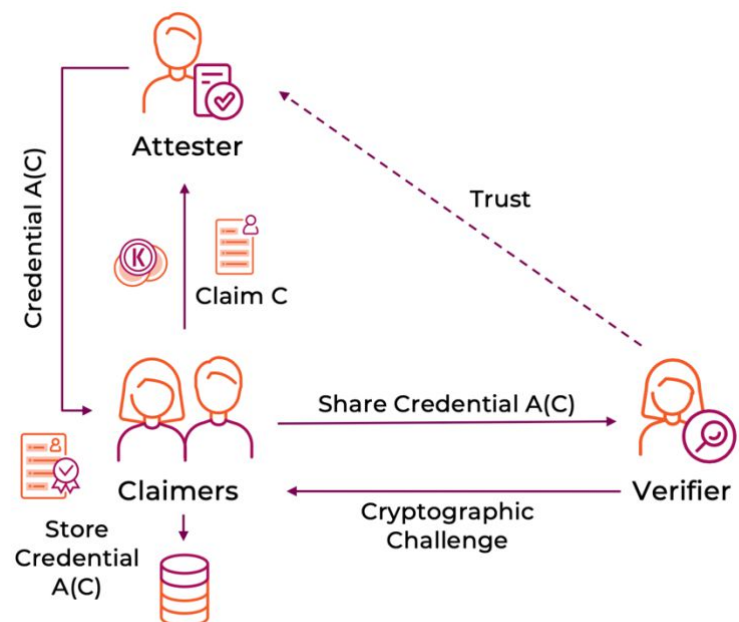 Attester
Trust
Credential A(C)
K
Claim C
Share Credential A(C)
Claimers
Verifier
Cryptographic
Challenge
Store
Credential
A(C)